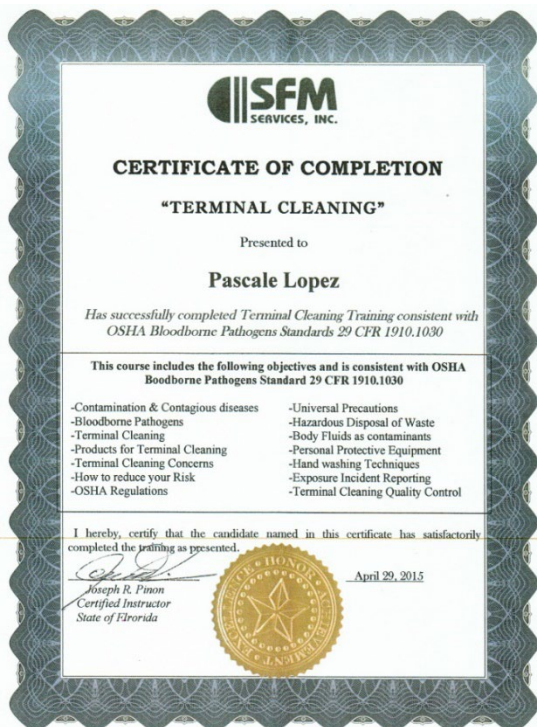 SFM
SERVICES, INC.
CERTIFICATE OF COMPLETION
“TERMINAL CLEANING”
Presented to
Pascale Lopez
Has successfully completed Terminal Cleaning Training consistent with
OSHA Bloodborne Pathogens Standards 29 CFR 1910.1030
This course includes the following objectives and is consistent with OSHA
Boodborne Pathogens Standard 29 CFR 1910.1030
-Contamination & Contagious diseases
-Bloodborne Pathogens
-Terminal Cleaning
-Products for Terminal Cleaning
-Terminal Cleaning Concerns
-How to reduce your Risk
-OSHA Regulations
-Universal Precautions
-Hazardous Disposal of Waste
-Body Fluids as contaminants
-Personal Protective Equipment
-Hand washing Techniques
-Exposure Incident Reporting
-Terminal Cleaning Quality Control
I hereby, certify that the candidate named in this certificate has satisfactorily
completed the training as presented.
Joseph R. Pinon
Certified Instructor
State of Elrorida
April 29, 2015
EXCELLENCE HONOR ACHIEVEMENT